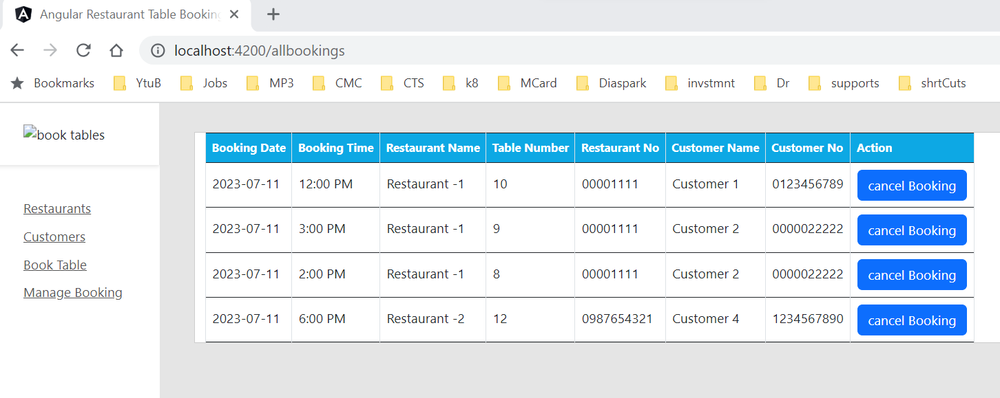 Angular Restaurant Table Booking
localhost:4200/allbookings
Bookmarks YtuB Jobs MP3 CMC CTS k8 MCard Diaspark invstmnt Dr supports shrtCuts
book tables
Restaurants
Customers
Book Table
Manage Booking
Booking Date Booking Time Restaurant Name Table Number Restaurant No Customer Name Customer No Action
2023-07-11 12:00 PM Restaurant -1 10 00001111 Customer 1 0123456789 cancel Booking
2023-07-11 3:00 PM Restaurant -1 9 00001111 Customer 2 0000022222 cancel Booking
2023-07-11 2:00 PM Restaurant -1 8 00001111 Customer 2 0000022222 cancel Booking
2023-07-11 6:00 PM Restaurant -2 12 0987654321 Customer 4 1234567890 cancel Booking